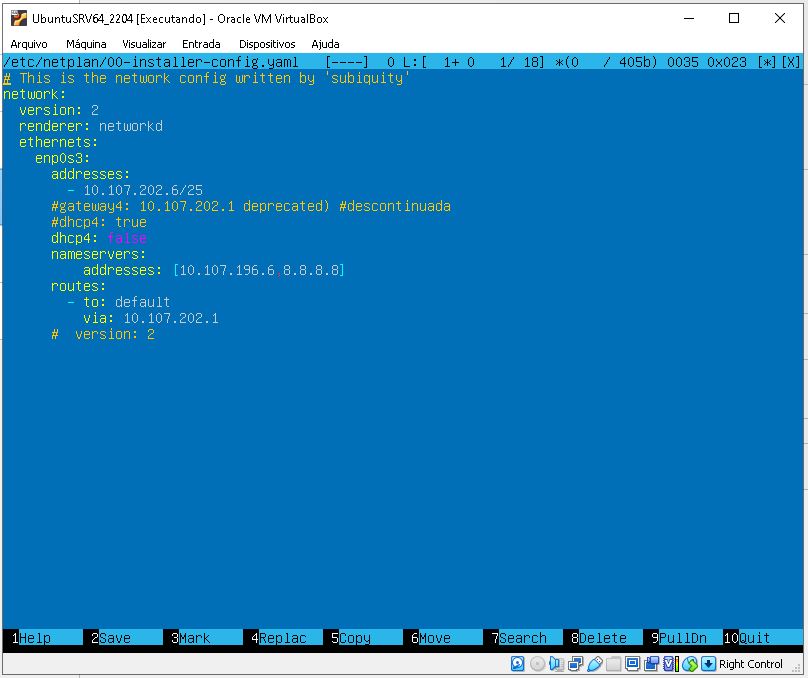 UbuntuSRV64_2204 [Executando] - Oracle VM VirtualBox
Arquivo Máquina Visualizar Entrada Dispositivos Ajuda
/etc/netplan/00-installer-config.yaml [----] 0 L:[ 1+ 0 1/ 18] *(0 / 405b) 0035 0x023 [*][X]
# This is the network config written by 'subiquity'
network:
  version: 2
  renderer: networkd
  ethernets:
    enp0s3:
      addresses:
        - 10.107.202.6/25
      #gateway4: 10.107.202.1 deprecated) #descontinuada
      #dhcp4: true
      dhcp4: false
      nameservers:
          addresses: [10.107.196.6 8.8.8.8]
      routes:
        - to: default
          via: 10.107.202.1
      #  version: 2
1Help 2Save 3Mark 4Replac 5Copy 6Move 7Search 8Delete 9PullDn 10Quit
Right Control